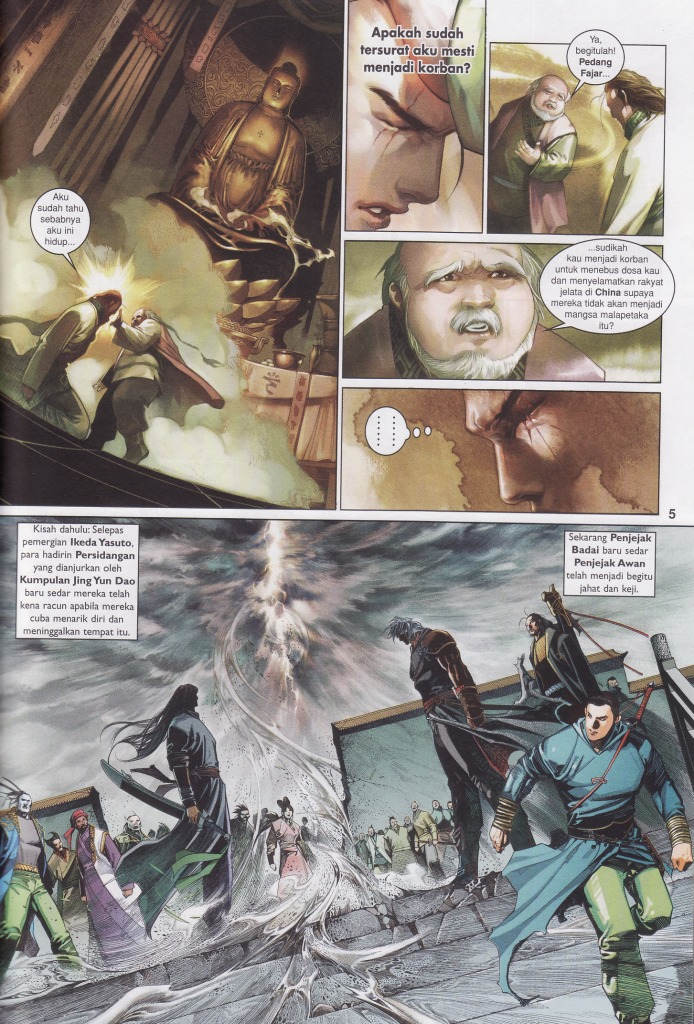 Aku
sudah tahu
sebabnya
aku ini
hidup...
Apakah sudah
tersurat aku mesti
menjadi korban?
Ya,
begitulah!
Pedang
Fajar...
...sudikah
kau menjadi korban
untuk menebus dosa kau
dan menyelamatkan rakyat
jelata di China supaya
mereka tidak akan menjadi
mangsa malapetaka
itu?
5
Kisah dahulu: Selepas
pemergian Ikeda Yasuto,
para hadirin Persidangan
yang dianjurkan oleh
Kumpulan Jing Yun Dao
baru sedar mereka telah
kena racun apabila mereka
cuba menarik diri dan
meninggalkan tempat itu.
Sekarang Penjejak
Badai baru sedar
Penjejak Awan
telah menjadi begitu
jahat dan keji.